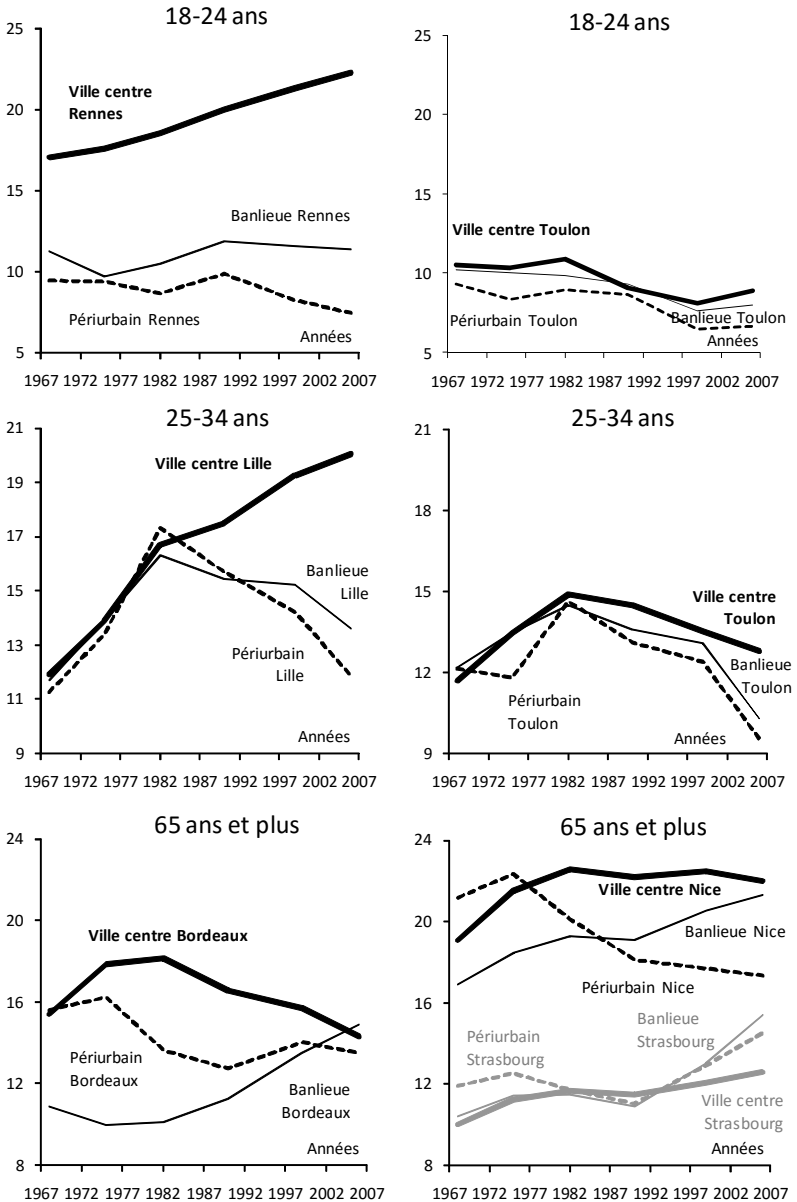 18-24 ans
25
20
15
10
5
Ville centre
Rennes
Banlieue Rennes
Périurbain Rennes
Années
1967 1972 1977 1982 1987 1992 1997 2002 2007
18-24 ans
25
20
15
10
5
Ville centre Toulon
Périurbain Toulon
Banlieue Toulon
Années
1967 1972 1977 1982 1987 1992 1997 2002 2007
25-34 ans
21
19
17
15
13
11
9
Ville centre Lille
Banlieue
Lille
Périurbain
Lille
Années
1967 1972 1977 1982 1987 1992 1997 2002 2007
25-34 ans
21
18
15
12
9
Ville centre
Toulon
Banlieue
Toulon
Périurbain
Toulon
Années
1967 1972 1977 1982 1987 1992 1997 2002 2007
65 ans et plus
24
20
16
12
8
Ville centre Bordeaux
Périurbain
Bordeaux
Banlieue
Bordeaux
Années
1967 1972 1977 1982 1987 1992 1997 2002 2007
65 ans et plus
24
20
16
12
8
Ville centre Nice
Banlieue Nice
Périurbain Nice
Périurbain
Strasbourg
Banlieue
Strasbourg
Ville centre
Strasbourg
Années
1967 1972 1977 1982 1987 1992 1997 2002 2007